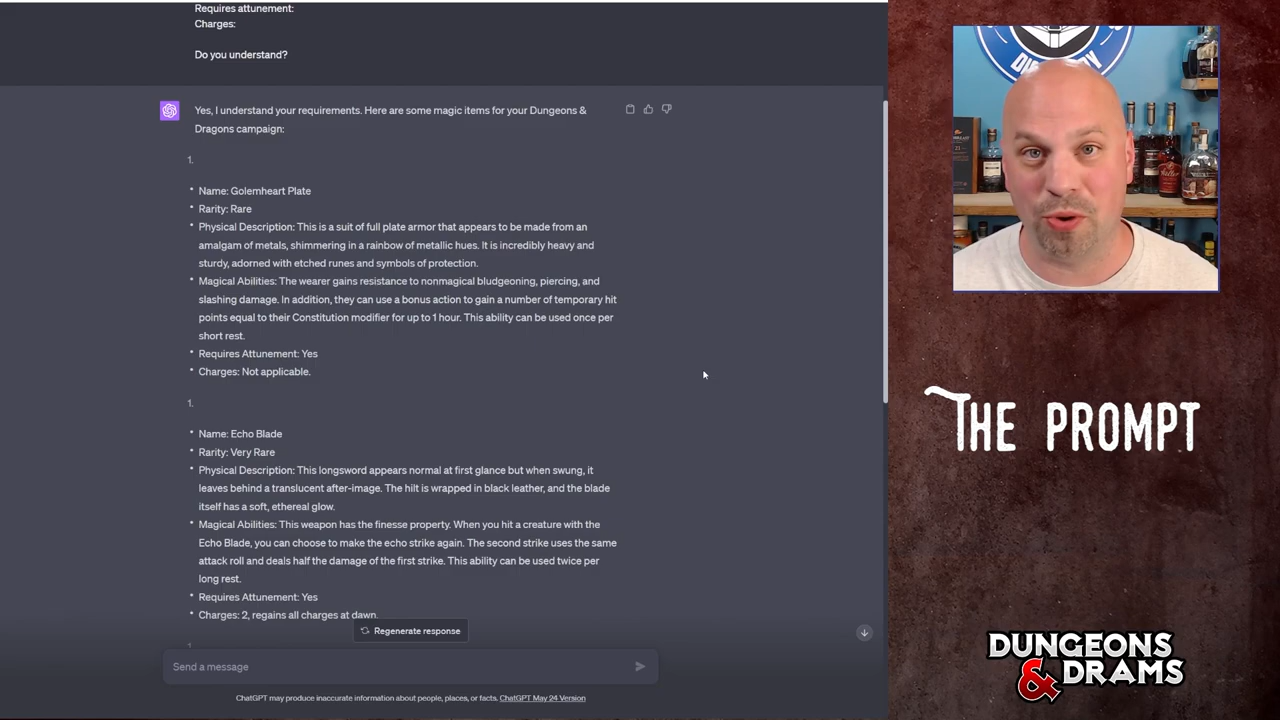 Requires attunement:
Charges:
Do you understand?
Yes, I understand your requirements. Here are some magic items for your Dungeons &
Dragons campaign:
1.
• Name: Golemheart Plate
• Rarity: Rare
• Physical Description: This is a suit of full plate armor that appears to be made from an
amalgam of metals, shimmering in a rainbow of metallic hues. It is incredibly heavy and
sturdy, adorned with etched runes and symbols of protection.
• Magical Abilities: The wearer gains resistance to nonmagical bludgeoning, piercing, and
slashing damage. In addition, they can use a bonus action to gain a number of temporary hit
points equal to their Constitution modifier for up to 1 hour. This ability can be used once per
short rest.
• Requires Attunement: Yes
• Charges: Not applicable.
1.
• Name: Echo Blade
• Rarity: Very Rare
• Physical Description: This longsword appears normal at first glance but when swung, it
leaves behind a translucent after-image. The hilt is wrapped in black leather, and the blade
itself has a soft, ethereal glow.
• Magical Abilities: This weapon has the finesse property. When you hit a creature with the
Echo Blade, you can choose to make the echo strike again. The second strike uses the same
attack roll and deals half the damage of the first strike. This ability can be used twice per
long rest.
• Requires Attunement: Yes
• Charges: 2, regains all charges at dawn.
1.
Regenerate response
Send a message
ChatGPT may produce inaccurate information about people, places, or facts. ChatGPT May 24 Version
21
THE PROMPT
DUNGEONS
& DRAMS